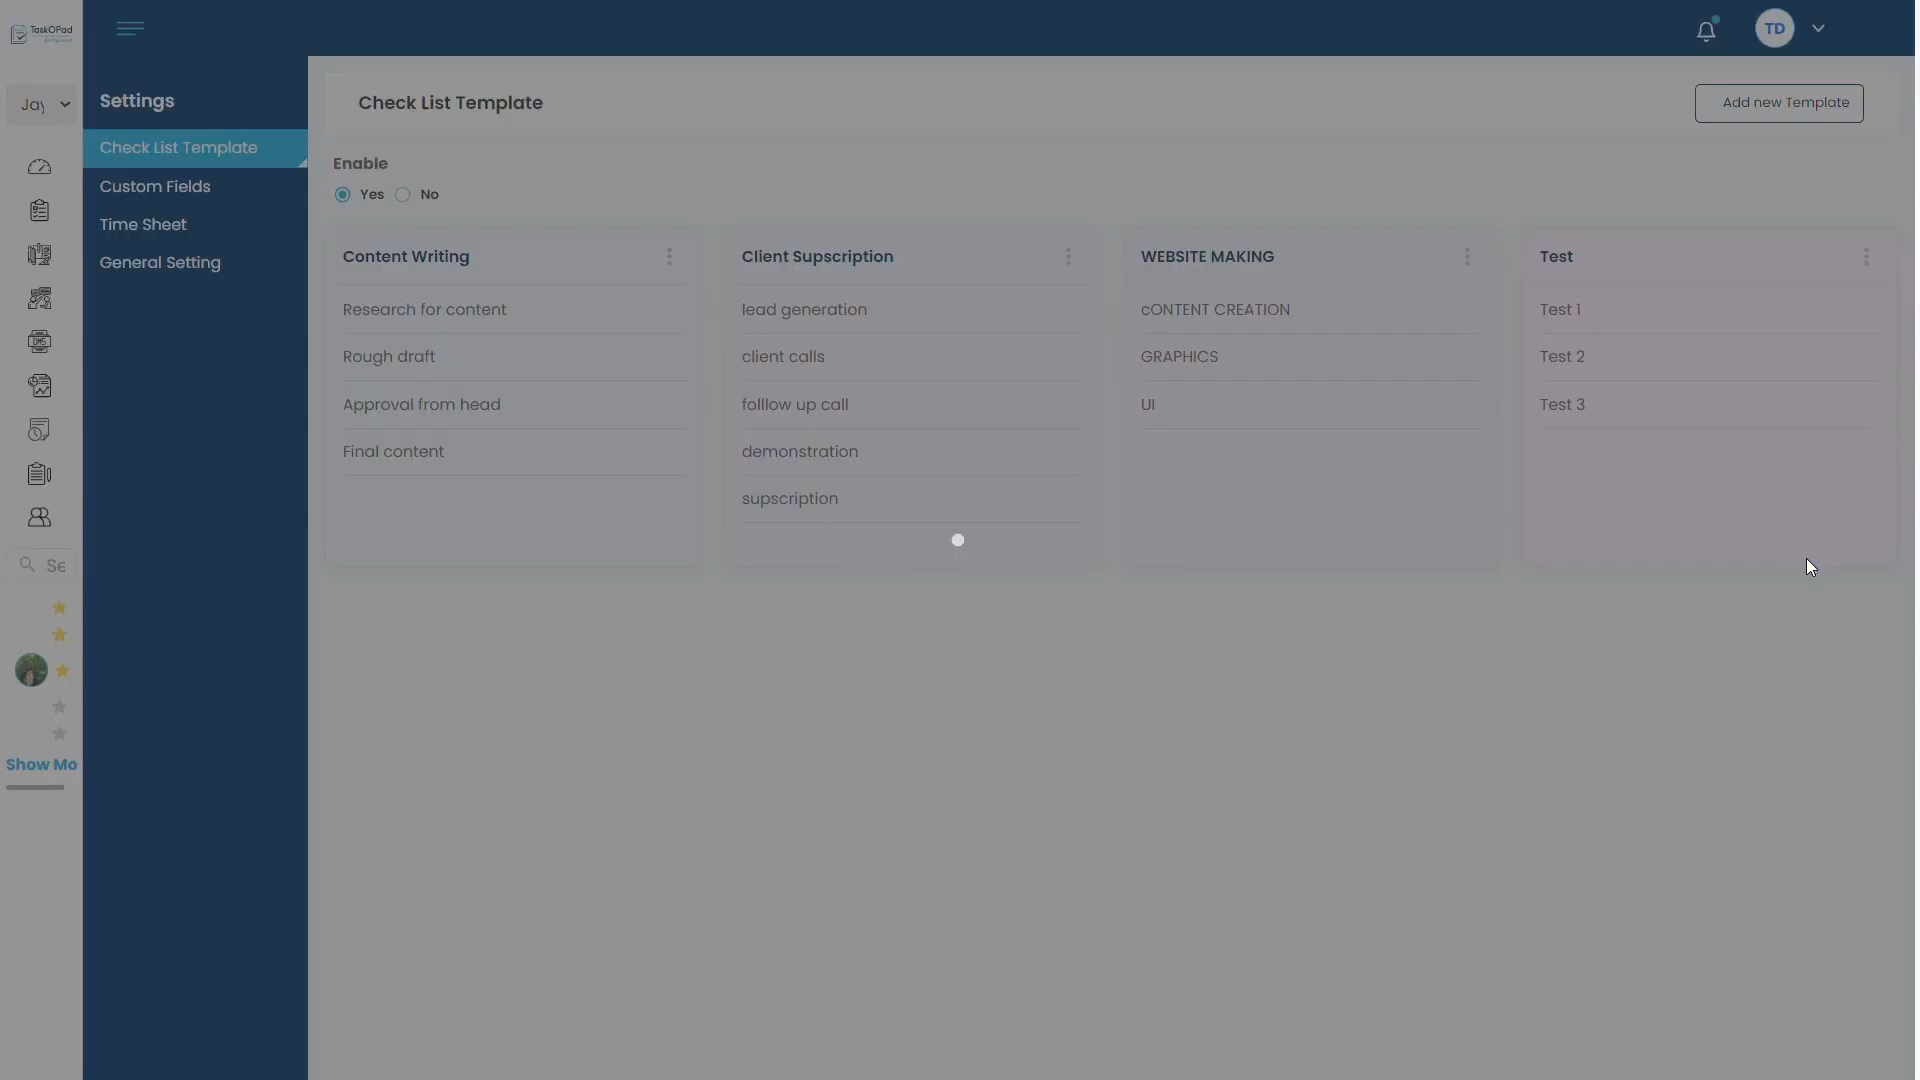 TaskOPad
TD
Jay
Settings
Check List Template
Custom Fields
Time Sheet
General Setting
Check List Template
Add new Template
Enable
Yes
No
Content Writing
Research for content
Rough draft
Approval from head
Final content
Client Supscription
lead generation
client calls
folllow up call
demonstration
supscription
WEBSITE MAKING
cONTENT CREATION
GRAPHICS
UI
Test
Test 1
Test 2
Test 3
DMS
Se
Show Mo